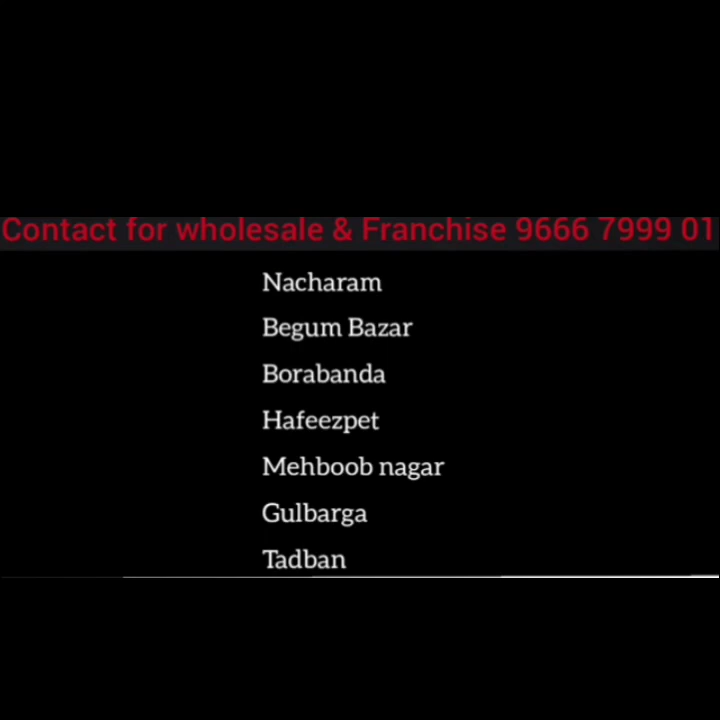 Contact for wholesale & Franchise 9666 7999 01
Nacharam
Begum Bazar
Borabanda
Hafeezpet
Mehboob nagar
Gulbarga
Tadban